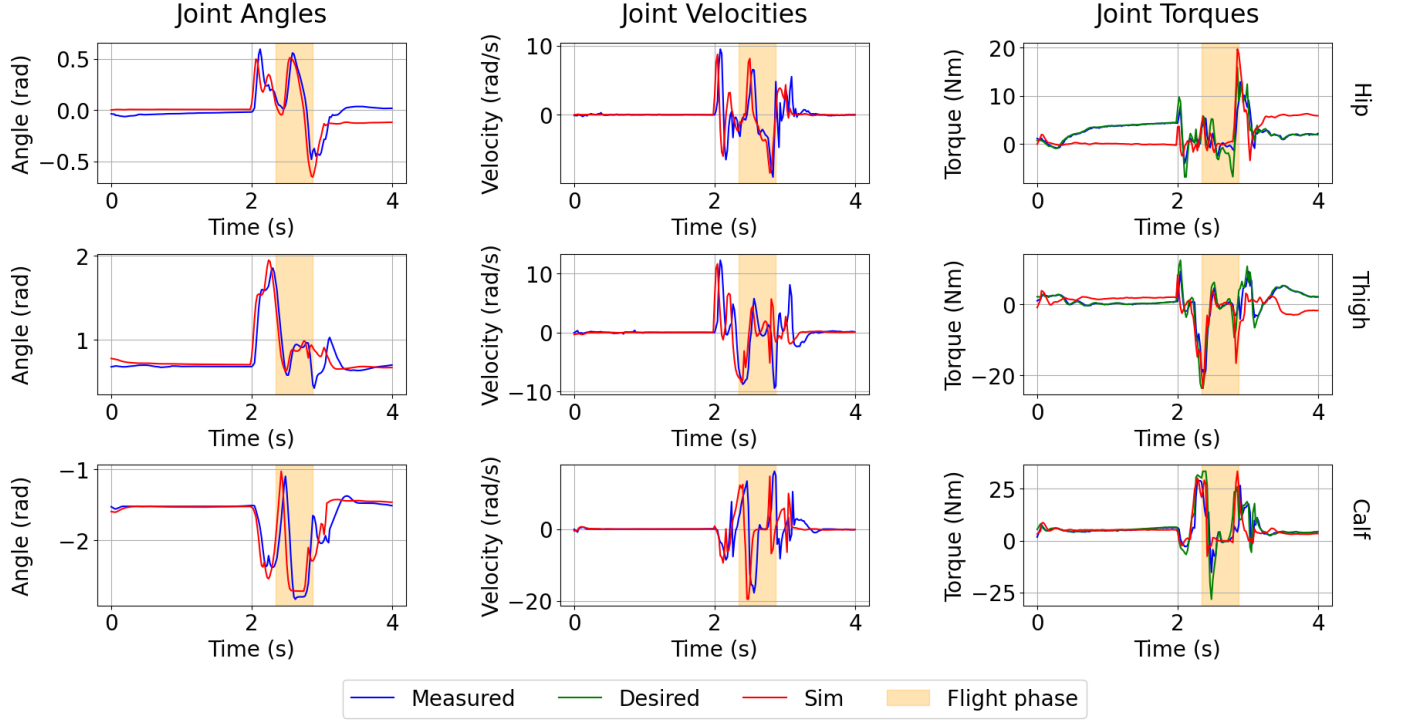 Joint Angles Joint Velocities Joint Torques
Angle (rad) 0.5 0.0 −0.5 0 2 4 Time (s)
Velocity (rad/s) 10 0 0 2 4 Time (s)
Torque (Nm) 20 10 0 0 2 4 Time (s) Hip
Angle (rad) 2 1 0 2 4 Time (s)
Velocity (rad/s) 10 0 −10 0 2 4 Time (s)
Torque (Nm) 0 −20 0 2 4 Time (s) Thigh
Angle (rad) −1 −2 0 2 4 Time (s)
Velocity (rad/s) 0 −20 0 2 4 Time (s)
Torque (Nm) 25 0 −25 0 2 4 Time (s) Calf
Measured Desired Sim Flight phase